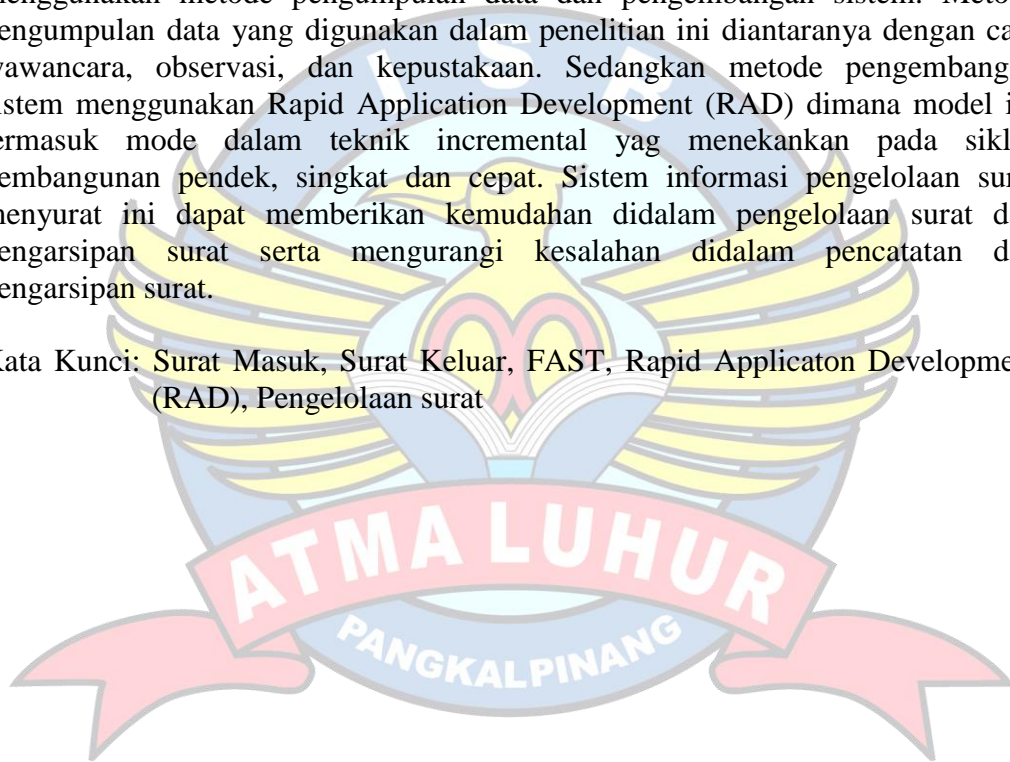 menggunakan metode pengumpulan data dan pengembangan sistem. Meto
engumpulan data yang digunakan dalam penelitian ini diantaranya dengan ca
wawancara, observasi, dan kepustakaan. Sedangkan metode pengembang
istem menggunakan Rapid Application Development (RAD) dimana model i
ermasuk mode dalam teknik incremental yag menekankan pada sikl
embangunan pendek, singkat dan cepat. Sistem informasi pengelolaan sur
menyurat ini dapat memberikan kemudahan didalam pengelolaan surat d
engarsipan surat serta mengurangi kesalahan didalam pencatatan d
engarsipan surat.
Kata Kunci: Surat Masuk, Surat Keluar, FAST, Rapid Applicaton Developme
(RAD), Pengelolaan surat
I S B
ATMA LUHUR
PANGKALPINANG